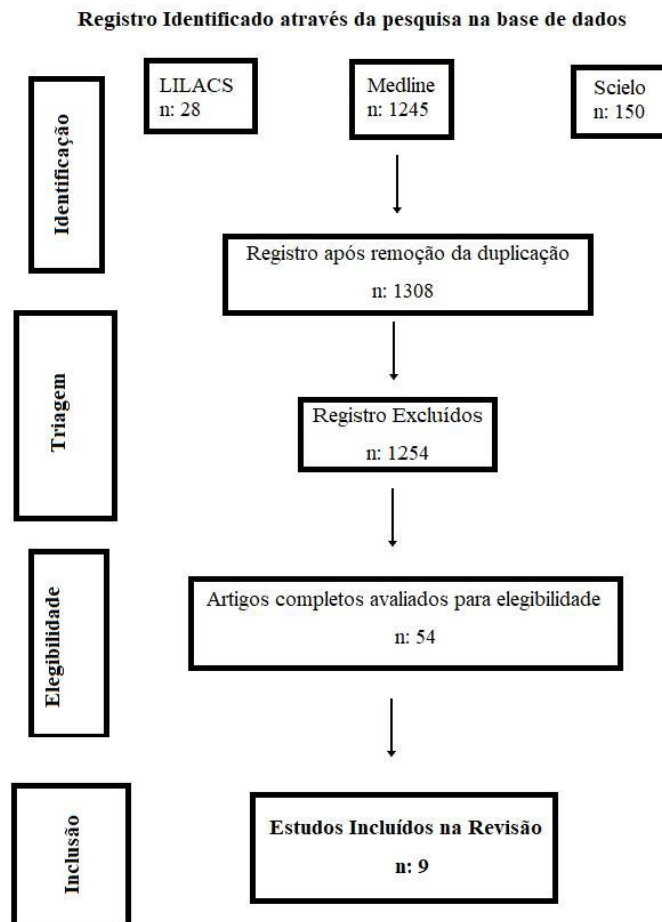 Registro Identificado através da pesquisa na base de dados
LILACS
n: 28
Medline
n: 1245
Scielo
n: 150
Identificação
Registro após remoção da duplicação
n: 1308
Triagem
Registro Excluídos
n: 1254
Elegibilidade
Artigos completos avaliados para elegibilidade
n: 54
Inclusão
Estudos Incluídos na Revisão
n: 9